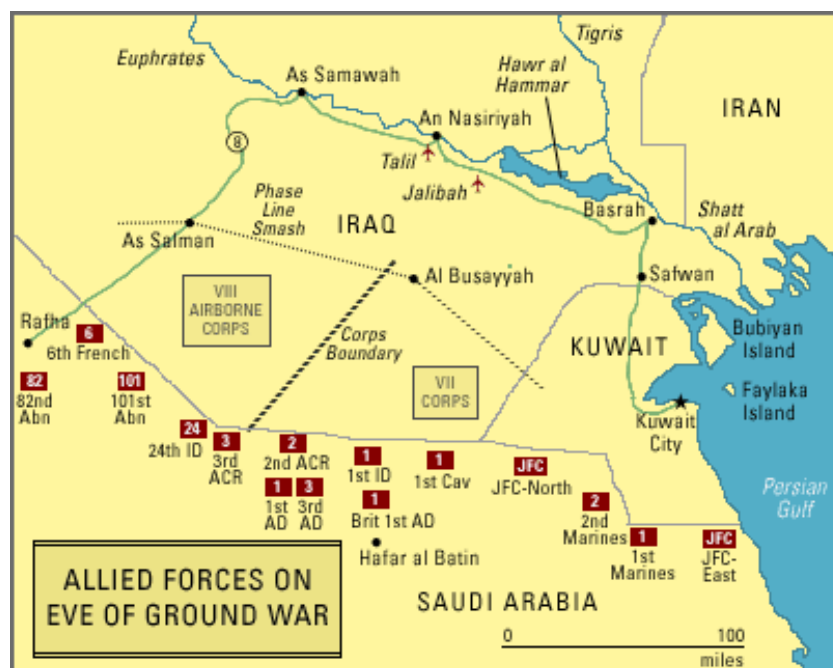 Euphrates
Tigris
As Samawah
Hawr al
Hammar
An Nasiriyah
IRAN
8
Talil
Jalibah
Phase
Line
Smash
IRAQ
Basrah
Shatt
al Arab
As Salman
Al Busayyah
Safwan
VIII
AIRBORNE
CORPS
Rafha
6
6th French
Corps
Boundary
KUWAIT
Bubiyan
Island
VII
CORPS
Faylaka
Island
Kuwait
City
82
82nd
Abn
101
101st
Abn
24
24th ID
3
3rd
ACR
2
2nd ACR
1
1st ID
1
1st Cav
JFC
JFC-North
1
1st
AD
3
3rd
AD
1
Brit 1st AD
2
2nd
Marines
1
1st
Marines
JFC
JFC-
East
Persian
Gulf
Hafar al Batin
ALLIED FORCES ON
EVE OF GROUND WAR
SAUDI ARABIA
0 100
miles